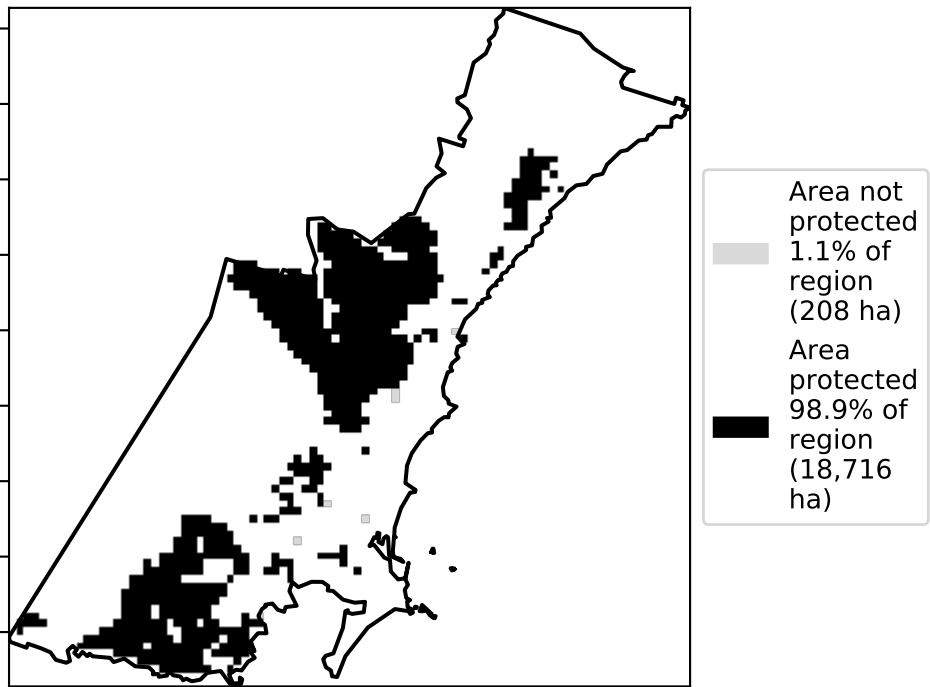 Area not
protected
1.1% of
region
(208 ha)
Area
protected
98.9% of
region
(18,716
ha)